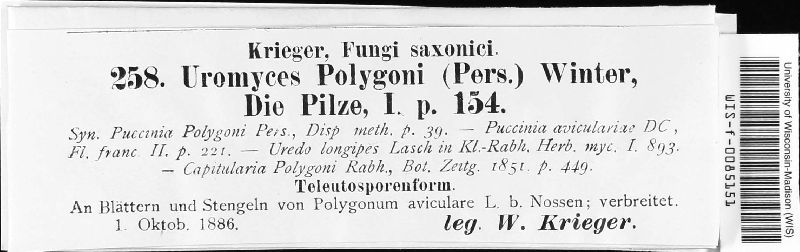 Krieger, Fungi saxonici.
258. Uromyces Polygoni (Pers.) Winter,
Die Pilze, I. p. 154.
Syn. Puccinia Polygoni Pers., Disp meth. p. 39. — Puccinia aviculariae DC,
Fl. franc. II. p. 221. — Uredo longipes Lasch in Kl.-Rabh. Herb. myc. I. 893.
— Capitularia Polygoni Rabh., Bot. Zeitg. 1851. p. 449.
Teleutosporenform.
An Blättern und Stengeln von Polygonum aviculare L. b. Nossen; verbreitet.
1. Oktob. 1886. leg. W. Krieger.
WIS-f-0085151
University of Wisconsin-Madison (WIS)